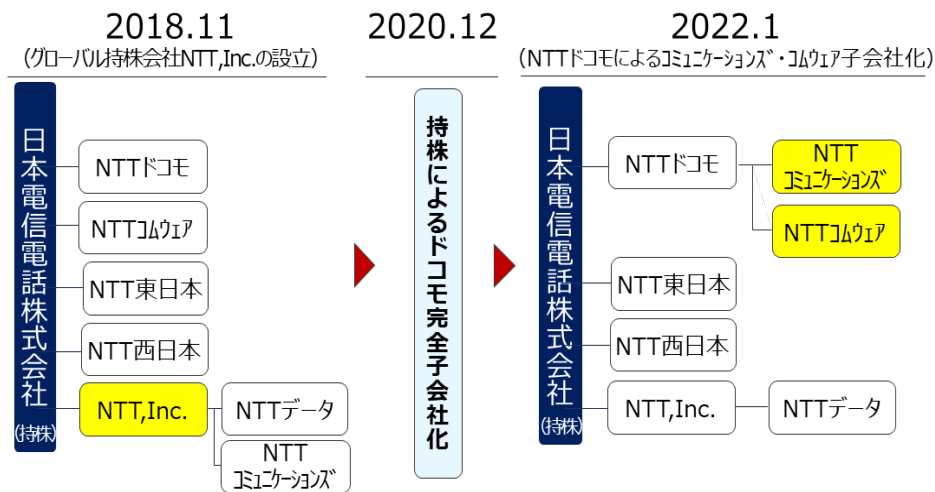 2018.11
(グローバル持株会社NTT,Inc.の設立)
日本電信電話株式会社
(持株)
NTTドコモ
NTTコムウェア
NTT東日本
NTT西日本
NTT,Inc.
NTTデータ
NTT
コミュニケーションズ
2020.12
持株によるドコモ完全子会社化
2022.1
(NTTドコモによるコミュニケーションズ・コムウェア子会社化)
日本電信電話株式会社
(持株)
NTTドコモ
NTT
コミュニケーションズ
NTTコムウェア
NTT東日本
NTT西日本
NTT,Inc.
NTTデータ